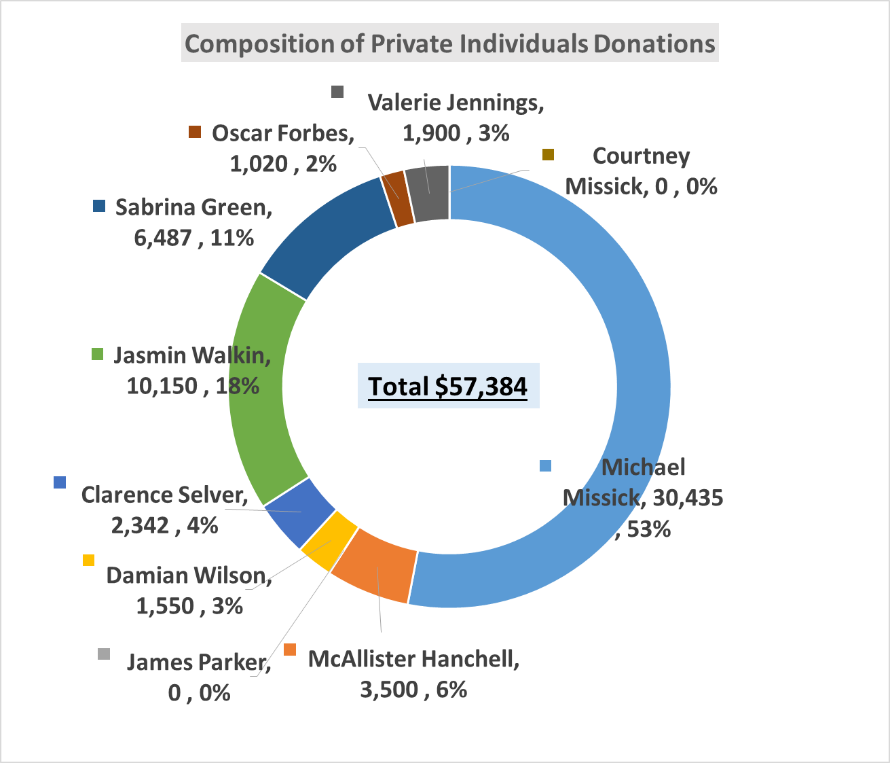 Composition of Private Individuals Donations
Valerie Jennings,
1,900 , 3%
Oscar Forbes,
1,020 , 2%
Courtney
Missick, 0 , 0%
Sabrina Green,
6,487 , 11%
Jasmin Walkin,
10,150 , 18%
Total $57,384
Michael
Missick, 30,435
, 53%
Clarence Selver,
2,342 , 4%
Damian Wilson,
1,550 , 3%
James Parker,
0 , 0%
McAllister Hanchell,
3,500 , 6%